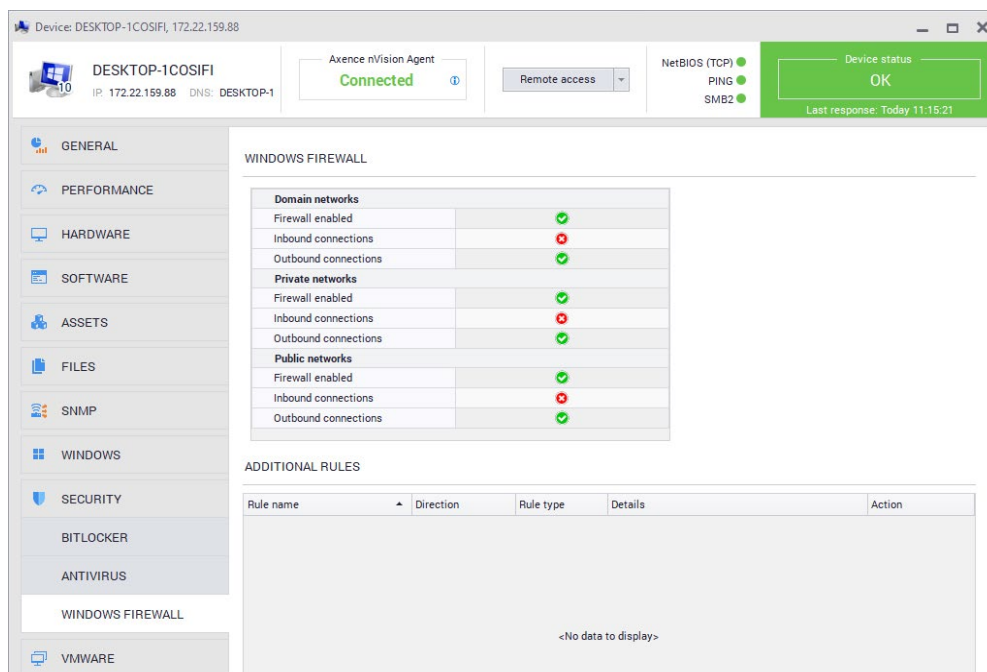 Device: DESKTOP-1COSIFI, 172.22.159.88
10
DESKTOP-1COSIFI
IP: 172.22.159.88 DNS: DESKTOP-1
Axence nVision Agent
Connected
Remote access
NetBIOS (TCP)
PING
SMB2
Device status
OK
Last response: Today 11:15:21
GENERAL
PERFORMANCE
HARDWARE
SOFTWARE
ASSETS
FILES
SNMP
WINDOWS
SECURITY
BITLOCKER
ANTIVIRUS
WINDOWS FIREWALL
VMWARE
WINDOWS FIREWALL
Domain networks
Firewall enabled
Inbound connections
Outbound connections
Private networks
Firewall enabled
Inbound connections
Outbound connections
Public networks
Firewall enabled
Inbound connections
Outbound connections
ADDITIONAL RULES
Rule name Direction Rule type Details Action
<No data to display>